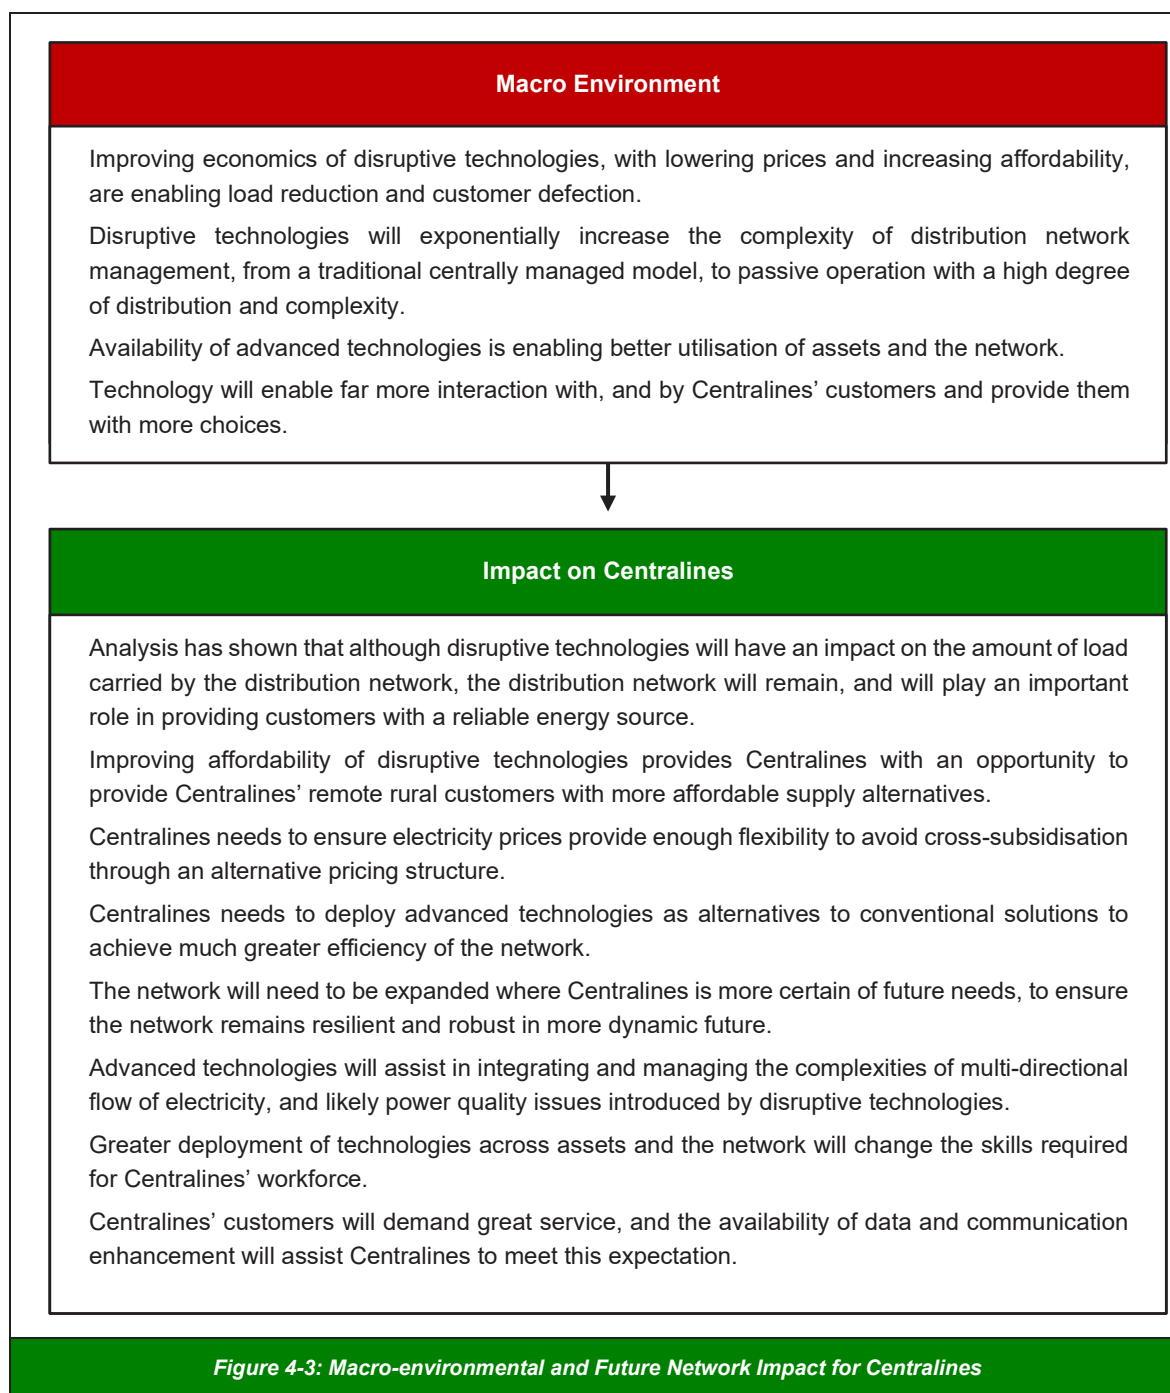 Macro Environment
Improving economics of disruptive technologies, with lowering prices and increasing affordability,
are enabling load reduction and customer defection.
Disruptive technologies will exponentially increase the complexity of distribution network
management, from a traditional centrally managed model, to passive operation with a high degree
of distribution and complexity.
Availability of advanced technologies is enabling better utilisation of assets and the network.
Technology will enable far more interaction with, and by Centralines’ customers and provide them
with more choices.
Impact on Centralines
Analysis has shown that although disruptive technologies will have an impact on the amount of load
carried by the distribution network, the distribution network will remain, and will play an important
role in providing customers with a reliable energy source.
Improving affordability of disruptive technologies provides Centralines with an opportunity to
provide Centralines’ remote rural customers with more affordable supply alternatives.
Centralines needs to ensure electricity prices provide enough flexibility to avoid cross-subsidisation
through an alternative pricing structure.
Centralines needs to deploy advanced technologies as alternatives to conventional solutions to
achieve much greater efficiency of the network.
The network will need to be expanded where Centralines is more certain of future needs, to ensure
the network remains resilient and robust in more dynamic future.
Advanced technologies will assist in integrating and managing the complexities of multi-directional
flow of electricity, and likely power quality issues introduced by disruptive technologies.
Greater deployment of technologies across assets and the network will change the skills required
for Centralines’ workforce.
Centralines’ customers will demand great service, and the availability of data and communication
enhancement will assist Centralines to meet this expectation.
Figure 4-3: Macro-environmental and Future Network Impact for Centralines